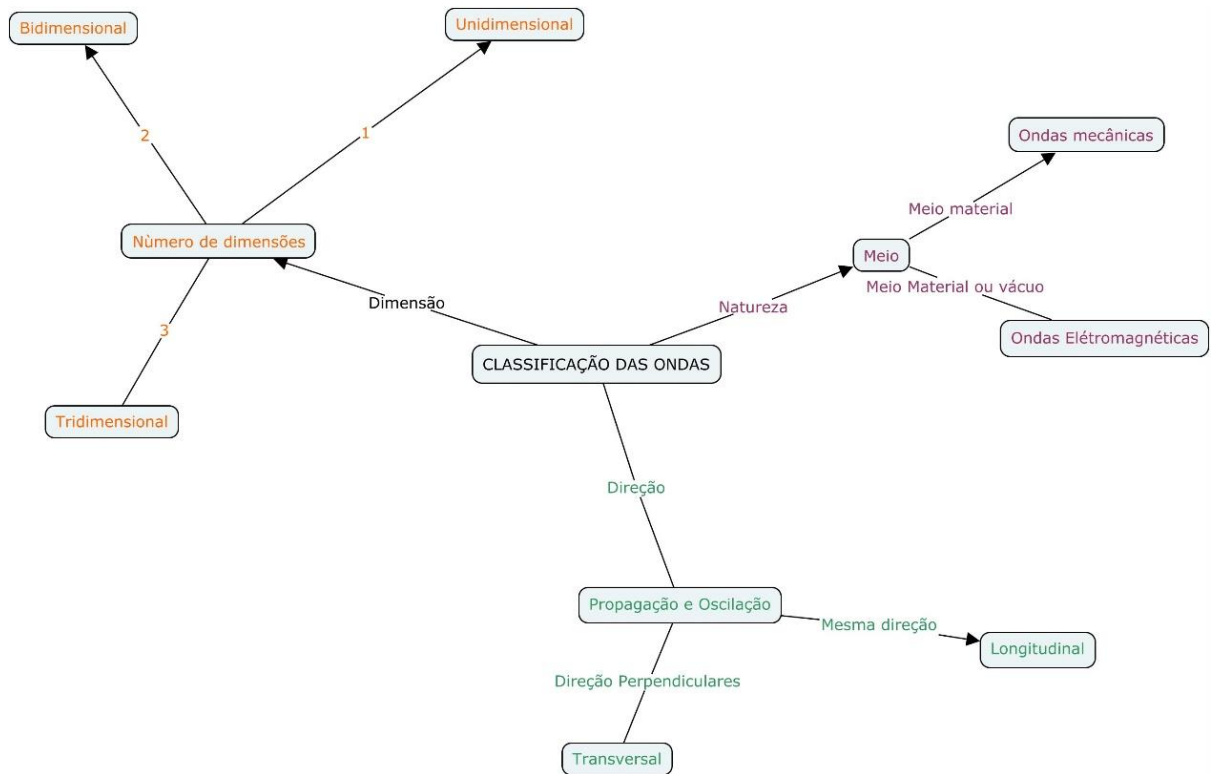 Bidimensional
Unidimensional
2
1
Ondas mecânicas
Meio material
Nùmero de dimensões
Meio
Meio Material ou vácuo
Dimensão
Natureza
3
Ondas Elétromagnéticas
CLASSIFICAÇÃO DAS ONDAS
Tridimensional
Direção
Propagação e Oscilação
Mesma direção
Longitudinal
Direção Perpendiculares
Transversal